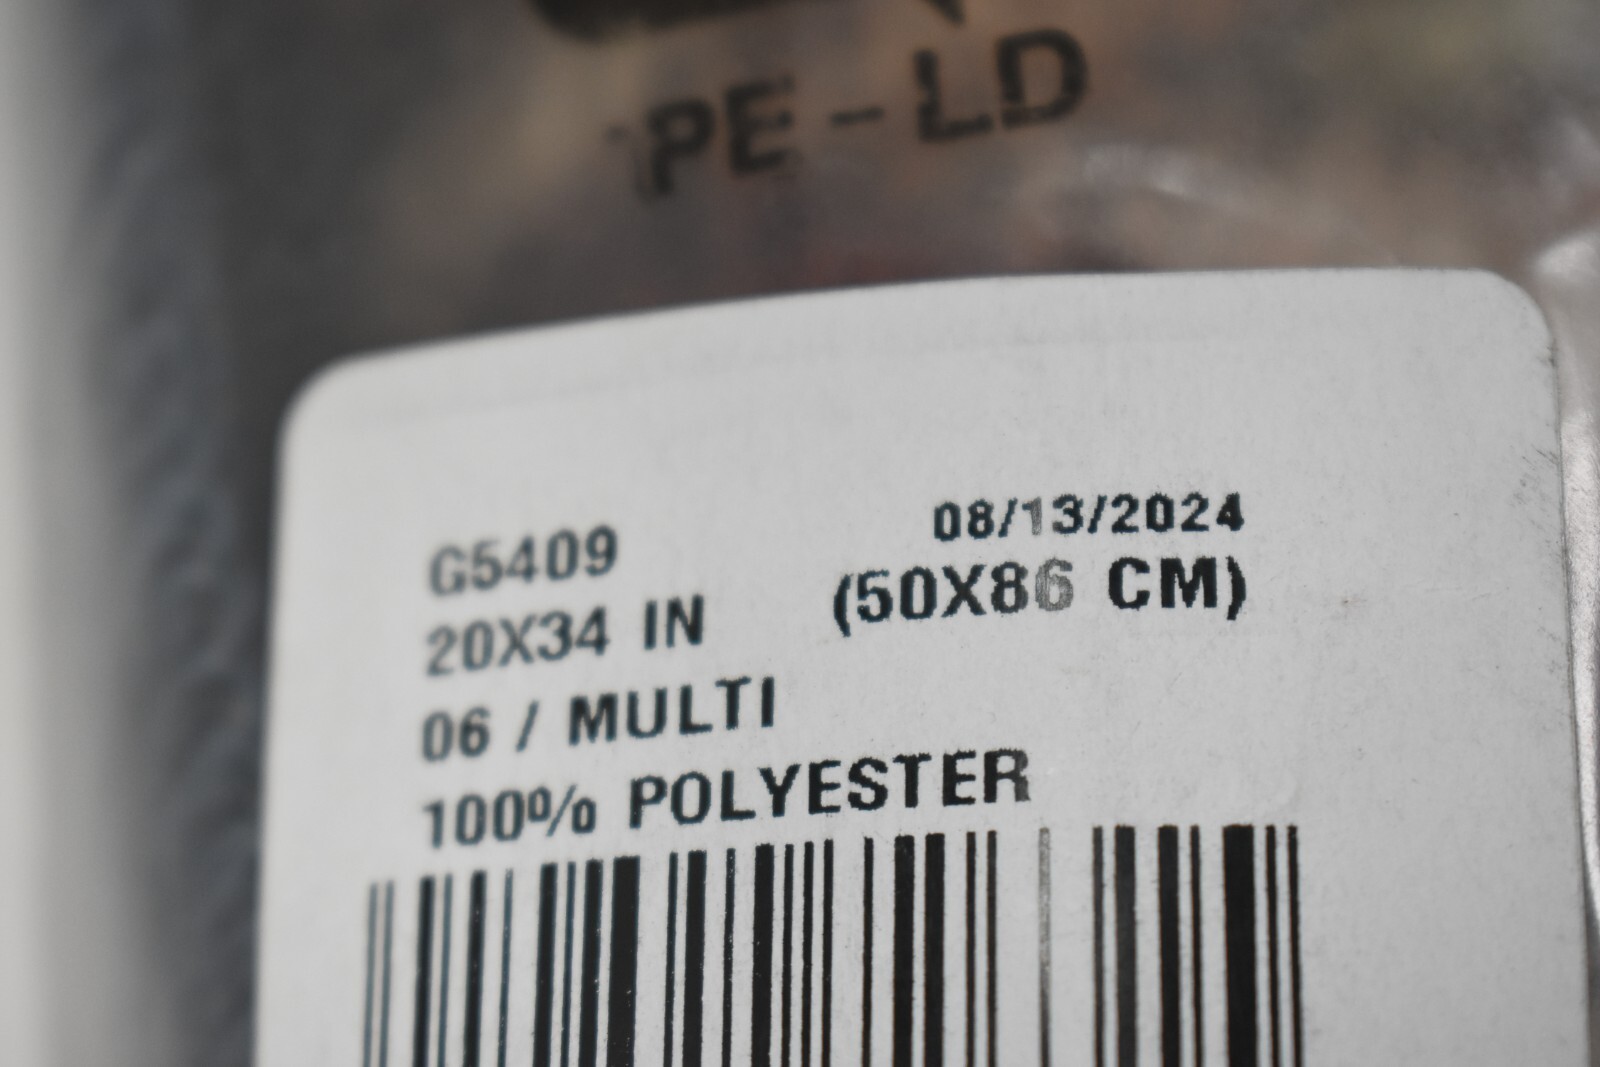 PE-LD
G5409 08/13/2024
20X34 IN (50X86 CM)
06 / MULTI
100% POLYESTER